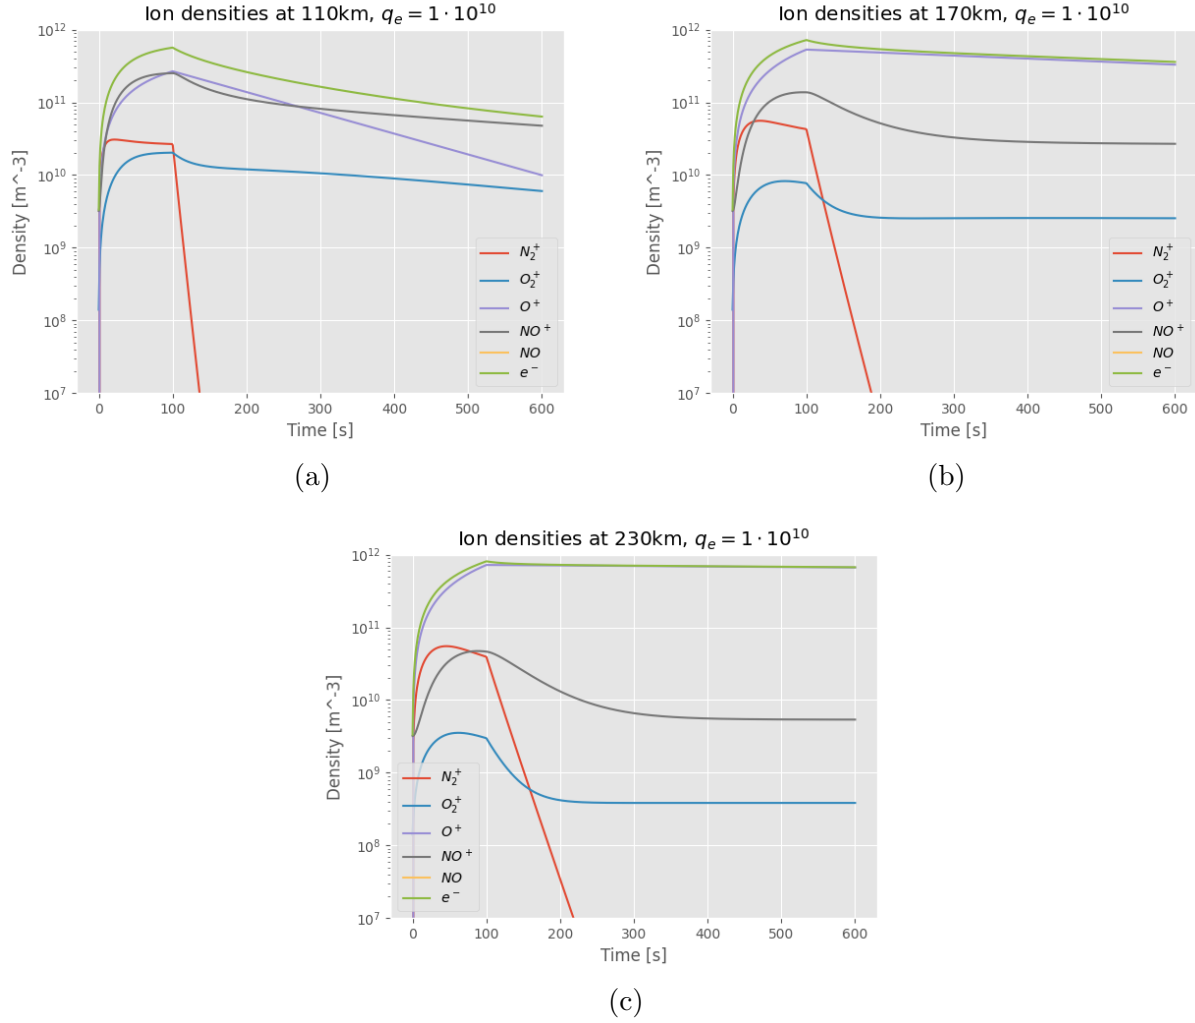 Ion densities at 110km, $q_e = 1 \cdot 10^{10}$
$10^{12}$
$10^{11}$
$10^{10}$
$10^{9}$
$10^{8}$
$10^{7}$
Density [m^-3]
$N_2^+$
$O_2^+$
$O^+$
$NO^+$
$NO$
$e^-$
0 100 200 300 400 500 600
Time [s]
(a)
Ion densities at 170km, $q_e = 1 \cdot 10^{10}$
$10^{12}$
$10^{11}$
$10^{10}$
$10^{9}$
$10^{8}$
$10^{7}$
Density [m^-3]
$N_2^+$
$O_2^+$
$O^+$
$NO^+$
$NO$
$e^-$
0 100 200 300 400 500 600
Time [s]
(b)
Ion densities at 230km, $q_e = 1 \cdot 10^{10}$
$10^{12}$
$10^{11}$
$10^{10}$
$10^{9}$
$10^{8}$
$10^{7}$
Density [m^-3]
$N_2^+$
$O_2^+$
$O^+$
$NO^+$
$NO$
$e^-$
0 100 200 300 400 500 600
Time [s]
(c)